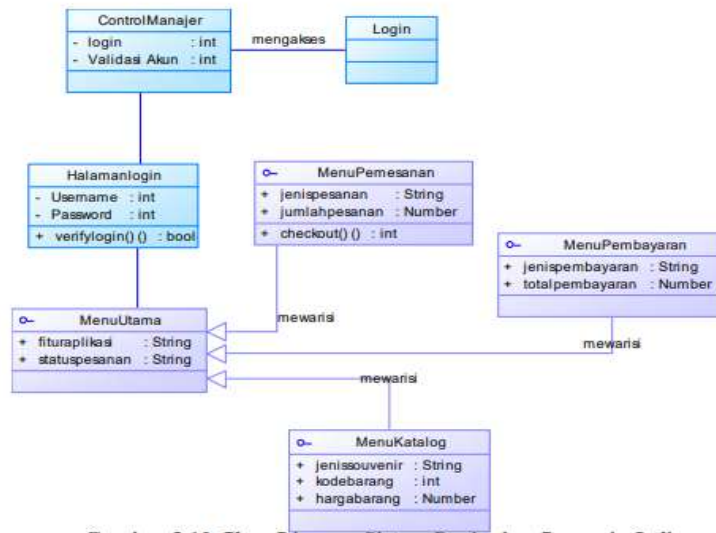 ControlManajer
- login : int
- Validasi Akun : int
mengakses
Login
Halamanlogin
- Username : int
- Password : int
+ verifylogin() () : bool
MenuPemesanan
+ jenispesanan : String
+ jumlahpesanan : Number
+ checkout() () : int
MenuPembayaran
+ jenispembayaran : String
+ totalpembayaran : Number
MenuUtama
+ fituraplikasi : String
+ statuspesanan : String
mewarisi
mewarisi
mewarisi
MenuKatalog
+ jenissouvenir : String
+ kodebarang : int
+ hargabarang : Number